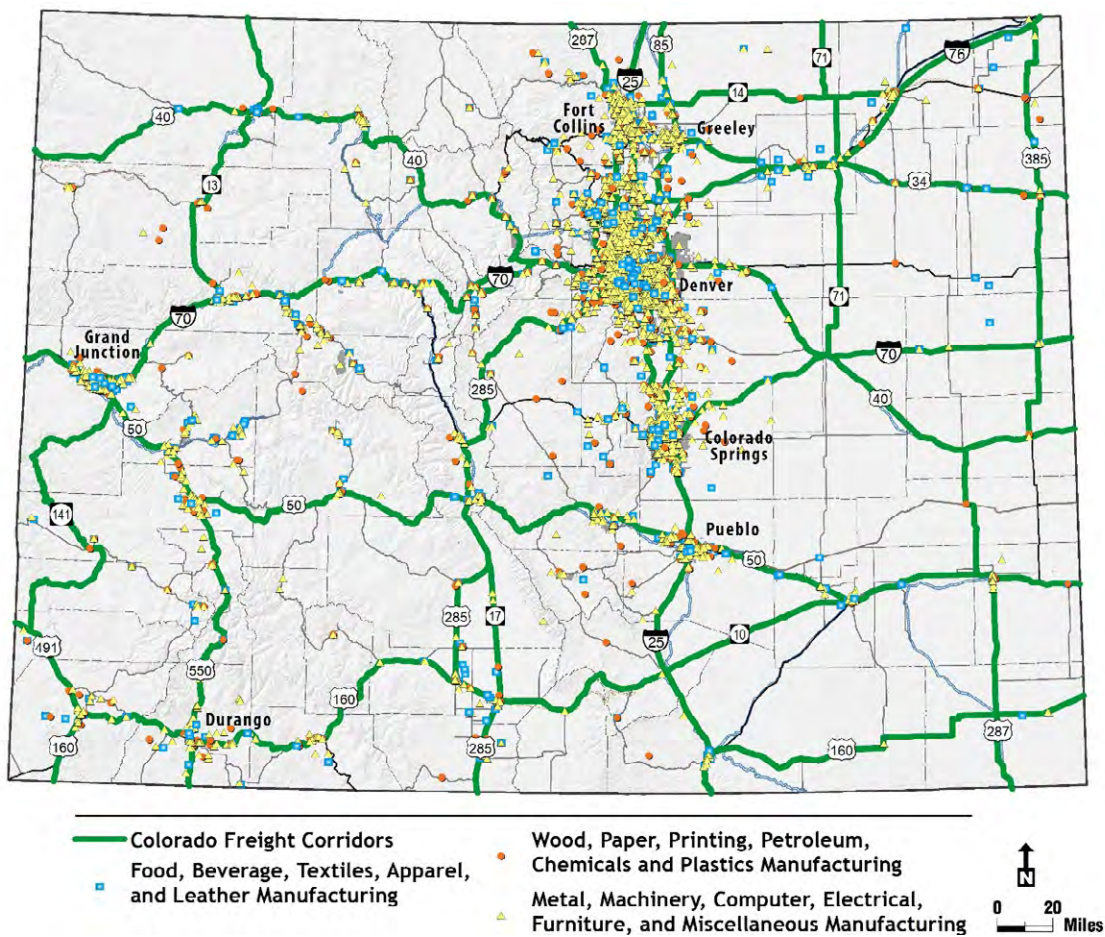 287
85
25
71
76
14
Fort
Collins
Greeley
40
40
385
34
13
70
70
Denver
71
70
Grand
Junction
70
285
40
50
Colorado
Springs
50
141
Pueblo
50
285
17
10
25
491
550
160
Durango
160
285
160
287
Colorado Freight Corridors
Food, Beverage, Textiles, Apparel,
and Leather Manufacturing
Wood, Paper, Printing, Petroleum,
Chemicals and Plastics Manufacturing
Metal, Machinery, Computer, Electrical,
Furniture, and Miscellaneous Manufacturing
N
0 20
Miles